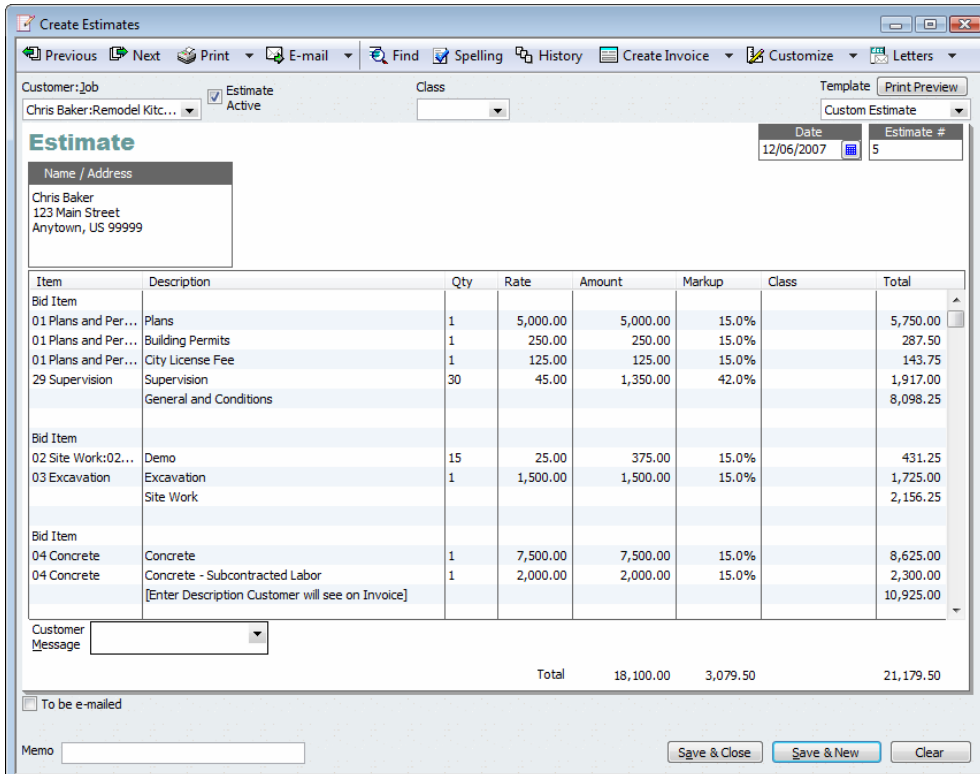 Create Estimates
Previous Next Print E-mail Find Spelling History Create Invoice Customize Letters
Customer:Job Estimate Active Class Template Print Preview
Chris Baker:Remodel Kitc... Custom Estimate
Estimate
Date Estimate #
12/06/2007 5
Name / Address
Chris Baker
123 Main Street
Anytown, US 99999
Item Description Qty Rate Amount Markup Class Total
Bid Item
01 Plans and Per... Plans 1 5,000.00 5,000.00 15.0% 5,750.00
01 Plans and Per... Building Permits 1 250.00 250.00 15.0% 287.50
01 Plans and Per... City License Fee 1 125.00 125.00 15.0% 143.75
29 Supervision Supervision 30 45.00 1,350.00 42.0% 1,917.00
General and Conditions 8,098.25
Bid Item
02 Site Work:02... Demo 15 25.00 375.00 15.0% 431.25
03 Excavation Excavation 1 1,500.00 1,500.00 15.0% 1,725.00
Site Work 2,156.25
Bid Item
04 Concrete Concrete 1 7,500.00 7,500.00 15.0% 8,625.00
04 Concrete Concrete - Subcontracted Labor 1 2,000.00 2,000.00 15.0% 2,300.00
[Enter Description Customer will see on Invoice] 10,925.00
Customer
Message
Total 18,100.00 3,079.50 21,179.50
To be e-mailed
Memo Save & Close Save & New Clear